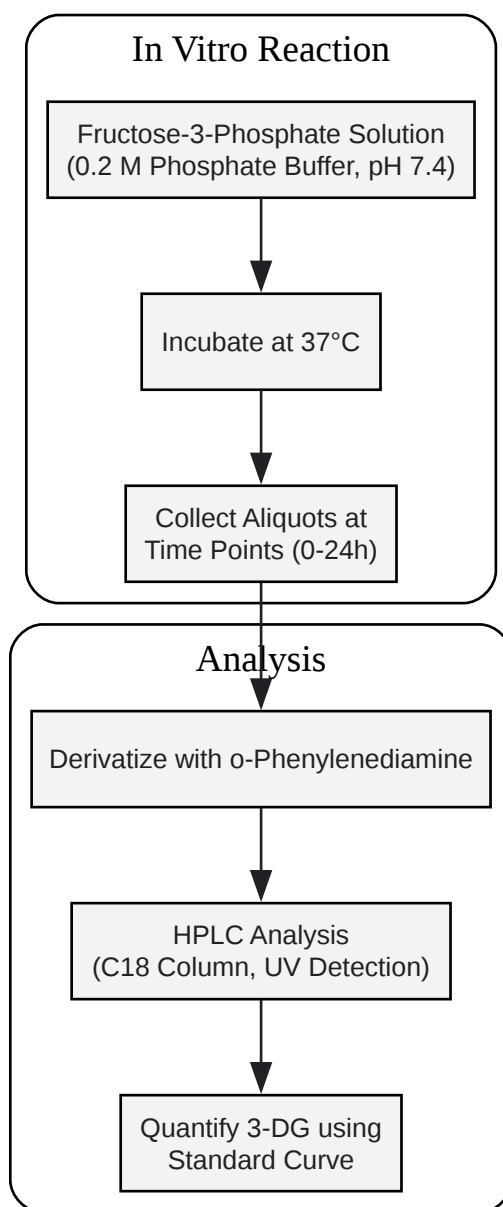 In Vitro Reaction
Fructose-3-Phosphate Solution
(0.2 M Phosphate Buffer, pH 7.4)
Incubate at 37°C
Collect Aliquots at
Time Points (0-24h)
Analysis
Derivatize with o-Phenylenediamine
HPLC Analysis
(C18 Column, UV Detection)
Quantify 3-DG using
Standard Curve